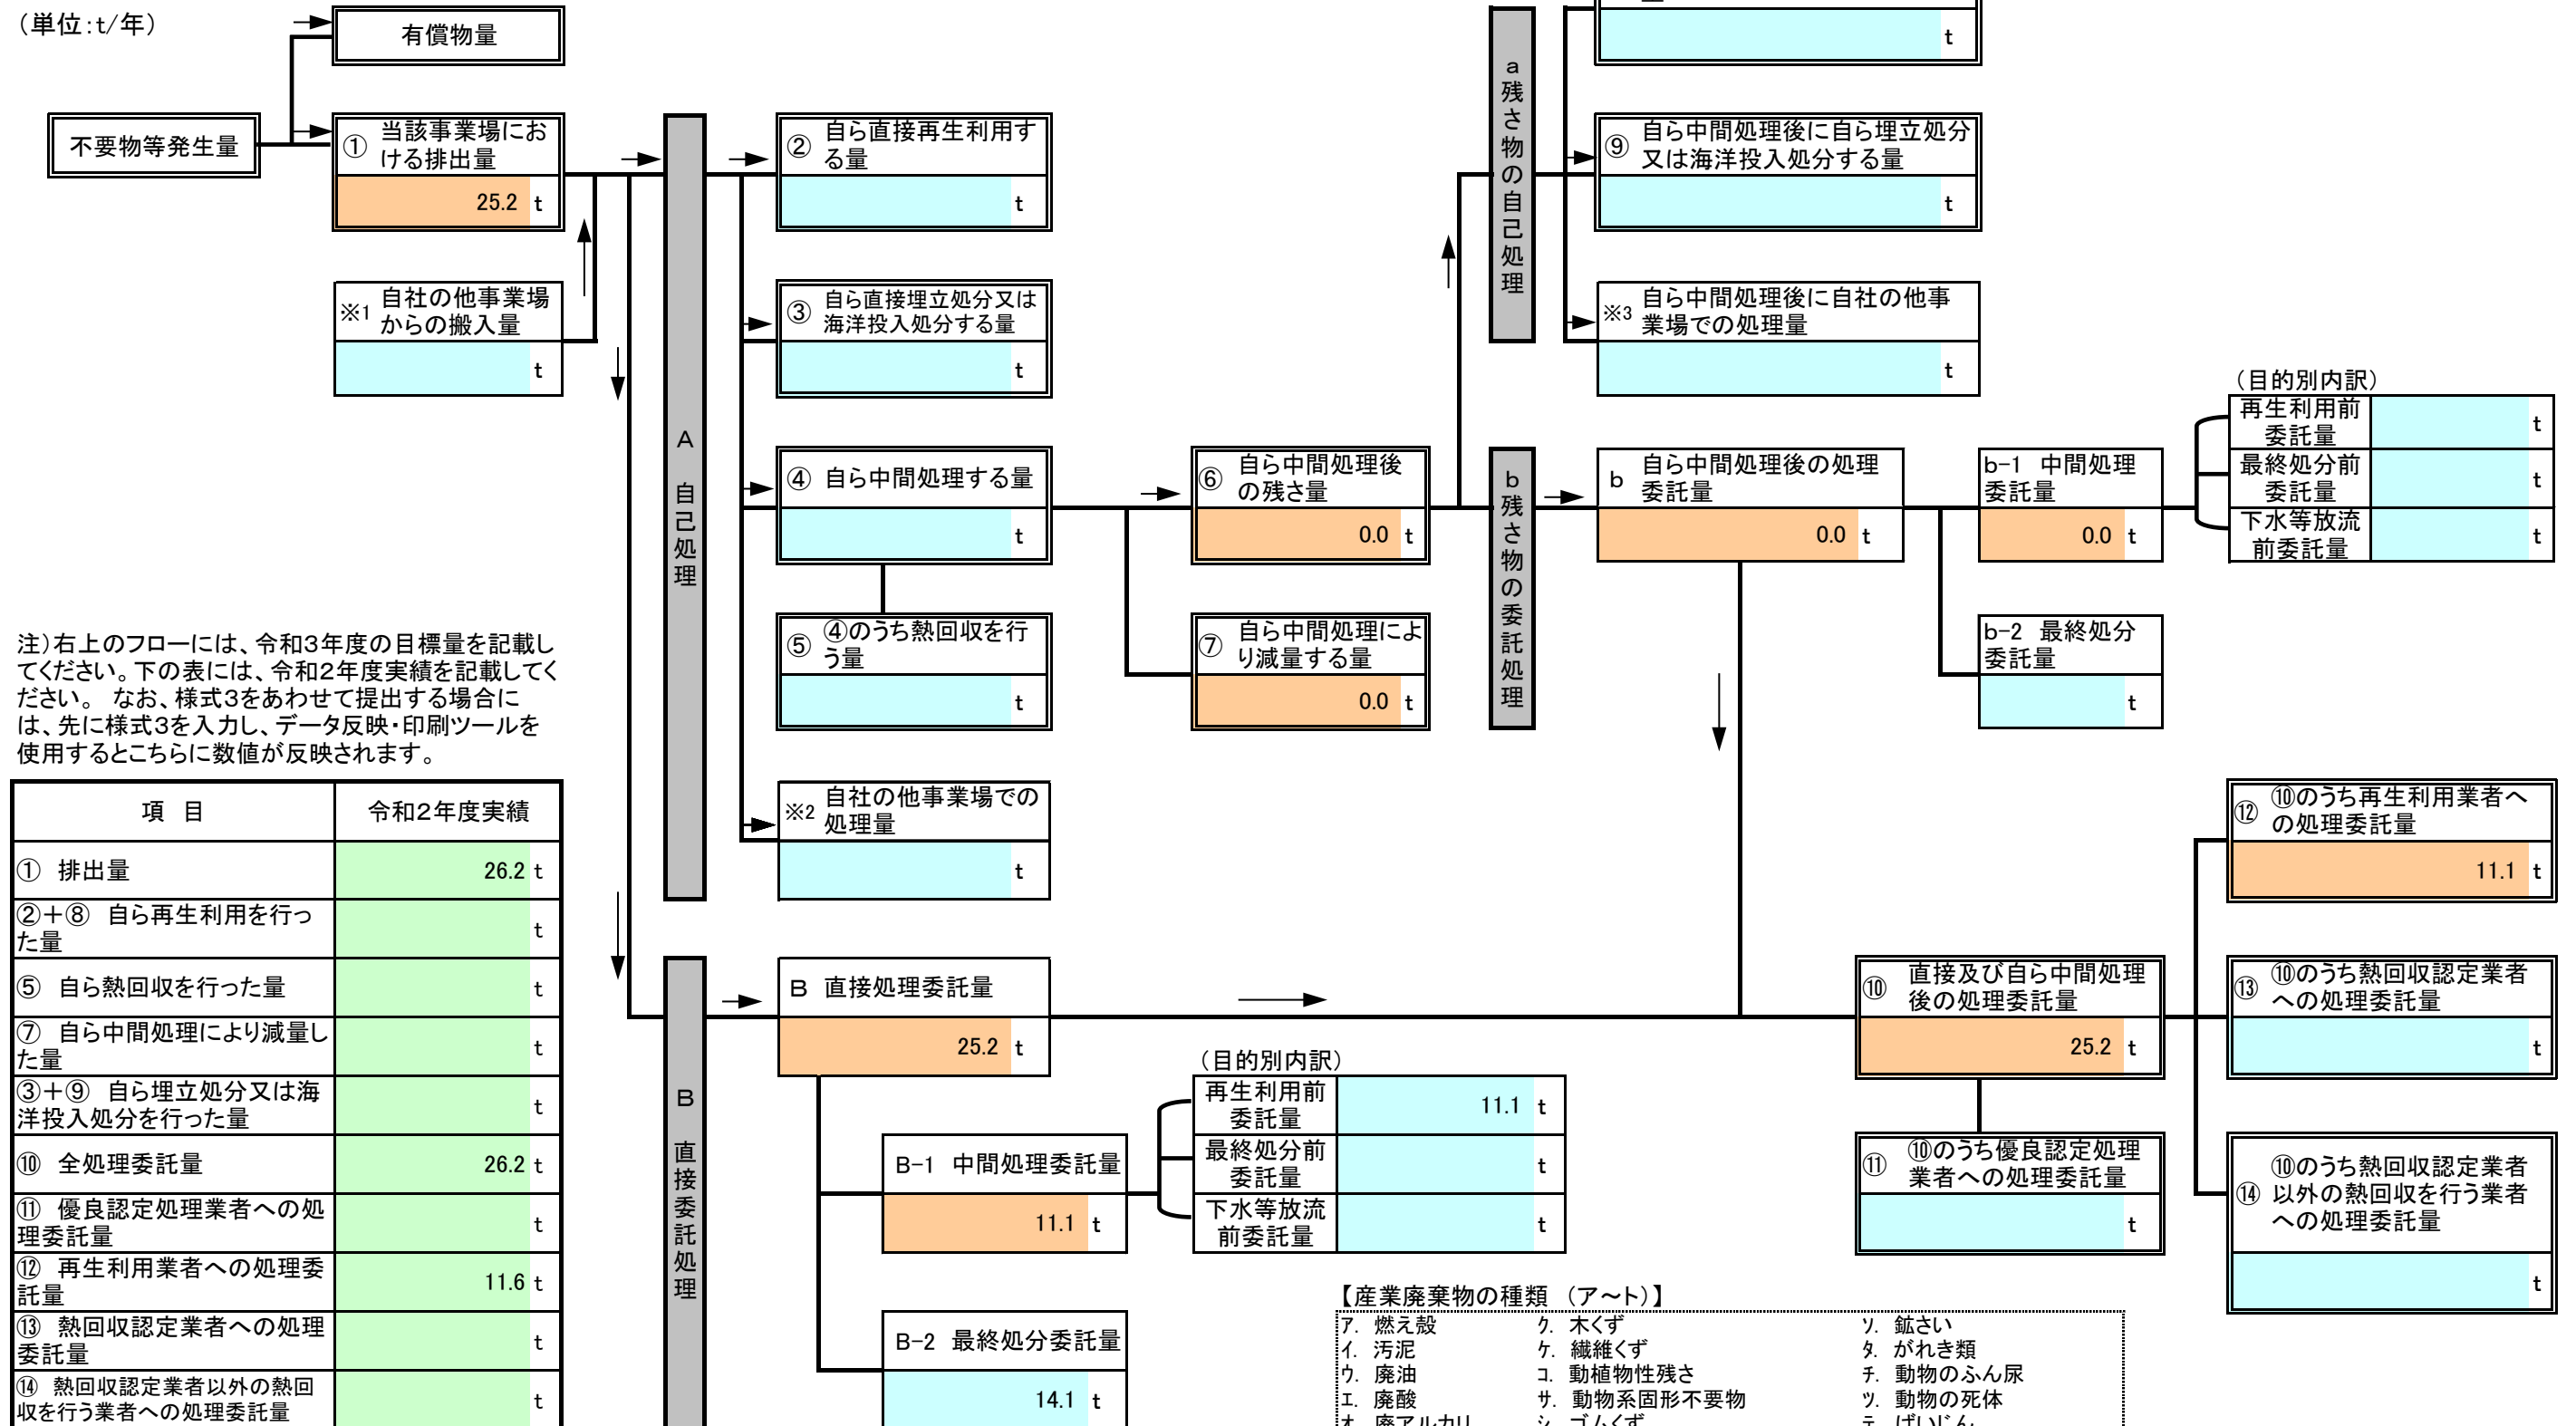 （単位：t/年）
有償物量
不要物等発生量
① 当該事業場にお
ける排出量
25.2 t
※1 自社の他事業場
からの搬入量
t
A 自己処理
② 自ら直接再生利用す
る量
t
③ 自ら直接埋立処分又は
海洋投入処分する量
t
④ 自ら中間処理する量
t
⑤ ④のうち熱回収を行
う量
t
※2 自社の他事業場での
処理量
t
⑥ 自ら中間処理後
の残さ量
0.0 t
⑦ 自ら中間処理によ
り減量する量
0.0 t
a 残さ物の自己処理
t
⑨ 自ら中間処理後に自ら埋立処分
又は海洋投入処分する量
t
※3 自ら中間処理後に自社の他事
業場での処理量
t
b 残さ物の委託処理
b 自ら中間処理後の処理
委託量
0.0 t
b-1 中間処理
委託量
0.0 t
（目的別内訳）
再生利用前
委託量
t
最終処分前
委託量
t
下水等放流
前委託量
t
b-2 最終処分
委託量
t
注）右上のフローには、令和３年度の目標量を記載し
てください。下の表には、令和２年度実績を記載してく
ださい。 なお、様式３をあわせて提出する場合に
は、先に様式３を入力し、データ反映・印刷ツールを
使用するとこちらに数値が反映されます。
項 目 令和２年度実績
① 排出量 26.2 t
②＋⑧ 自ら再生利用を行っ
た量
t
⑤ 自ら熱回収を行った量 t
⑦ 自ら中間処理により減量し
た量
t
③＋⑨ 自ら埋立処分又は海
洋投入処分を行った量
t
⑩ 全処理委託量 26.2 t
⑪ 優良認定処理業者への処
理委託量
t
⑫ 再生利用業者への処理委
託量
11.6 t
⑬ 熱回収認定業者への処理
委託量
t
⑭ 熱回収認定業者以外の熱回
収を行う業者への処理委託量
t
B 直接委託処理
B 直接処理委託量
25.2 t
B-1 中間処理委託量
11.1 t
（目的別内訳）
再生利用前
委託量
11.1 t
最終処分前
委託量
t
下水等放流
前委託量
t
B-2 最終処分委託量
14.1 t
⑩ 直接及び自ら中間処理
後の処理委託量
25.2 t
⑪ ⑩のうち優良認定処理
業者への処理委託量
t
⑫ ⑩のうち再生利用業者へ
の処理委託量
11.1 t
⑬ ⑩のうち熱回収認定業者
への処理委託量
t
⑭ ⑩のうち熱回収認定業者
以外の熱回収を行う業者
への処理委託量
t
【産業廃棄物の種類 （ア～ト）】
ｱ. 燃え殻 ｸ. 木くず ｿ. 鉱さい
ｲ. 汚泥 ｹ. 繊維くず ﾀ. がれき類
ｳ. 廃油 ｺ. 動植物性残さ ﾁ. 動物のふん尿
ｴ. 廃酸 ｻ. 動物系固形不要物 ﾂ. 動物の死体
ｵ. 廃アルカリ ｼ. ゴムくず ﾃ. ばいじん